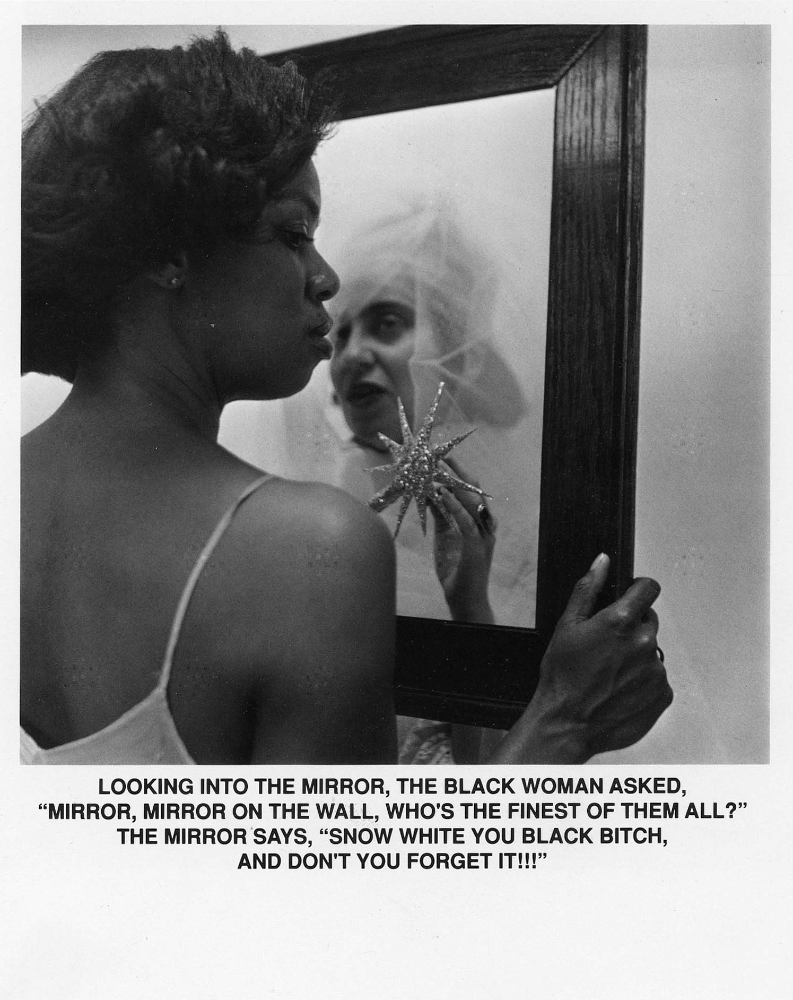 LOOKING INTO THE MIRROR, THE BLACK WOMAN ASKED,
“MIRROR, MIRROR ON THE WALL, WHO'S THE FINEST OF THEM ALL?”
THE MIRROR SAYS, “SNOW WHITE YOU BLACK BITCH,
AND DON'T YOU FORGET IT!!!”